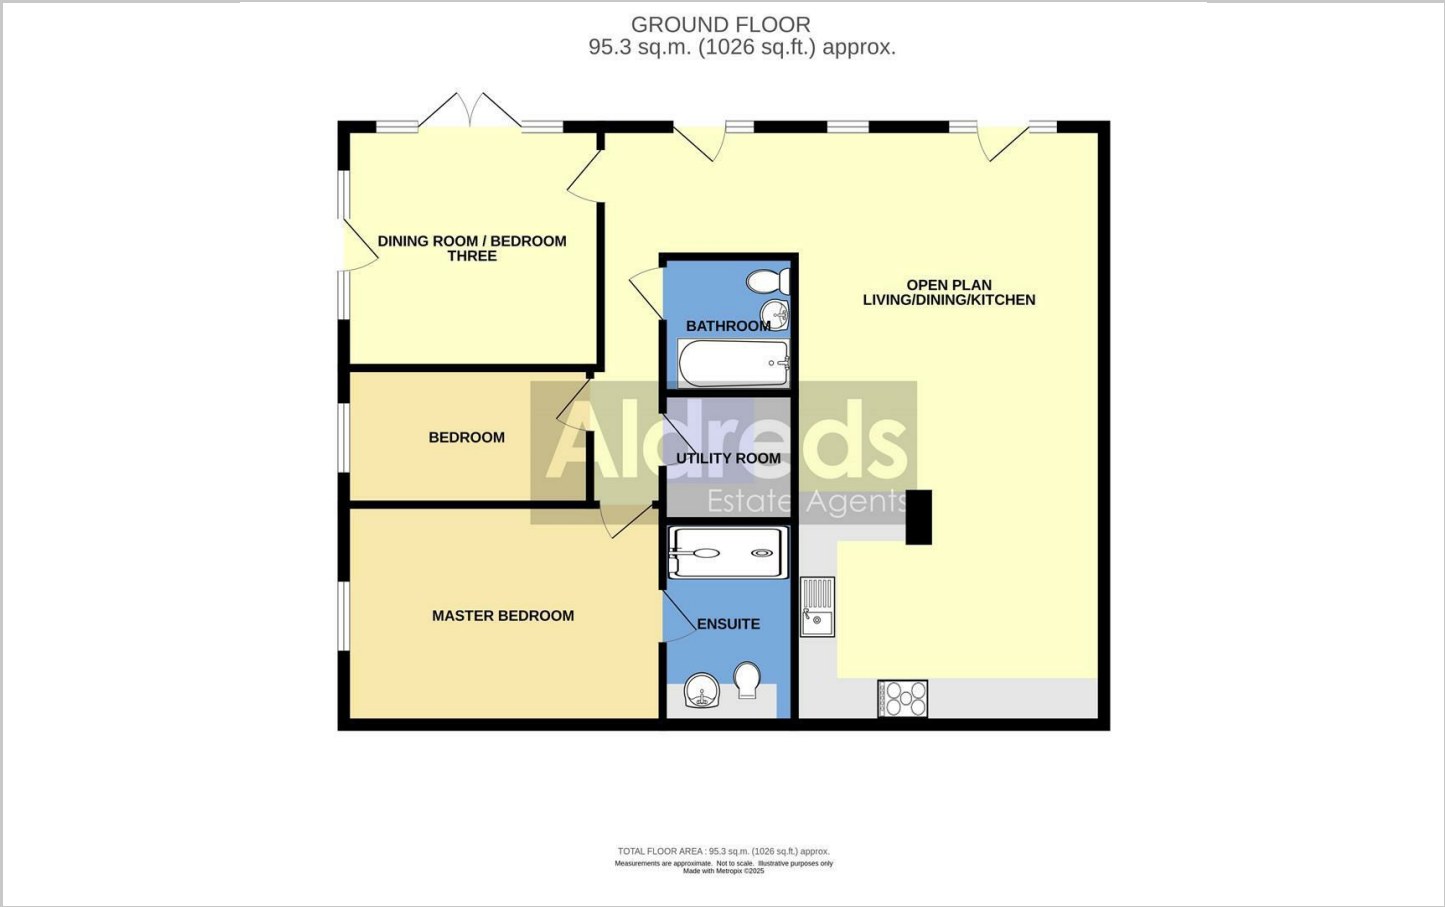 GROUND FLOOR
95.3 sq.m. (1026 sq.ft.) approx.
DINING ROOM / BEDROOM
THREE
OPEN PLAN
LIVING/DINING/KITCHEN
BATHROOM
BEDROOM
Aldreds
UTILITY ROOM
Estate Agents
MASTER BEDROOM
ENSUITE
TOTAL FLOOR AREA : 95.3 sq.m. (1026 sq.ft.) approx.
Measurements are approximate. Not to scale. Illustrative purposes only
Made with Metropix ©2025